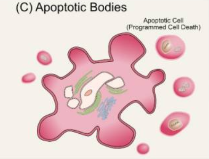 (C) Apoptotic Bodies
Apoptotic Cell
(Programmed Cell Death)